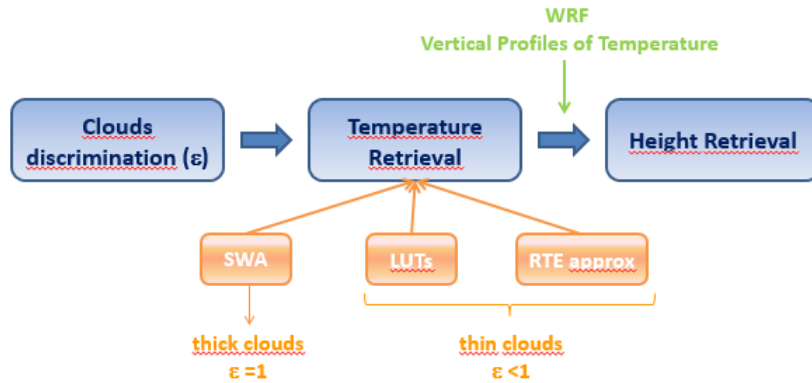 WRF
Vertical Profiles of Temperature
Clouds
discrimination (ε)
Temperature
Retrieval
Height Retrieval
SWA
LUTs
RTE approx
thick clouds
ε =1
thin clouds
ε <1